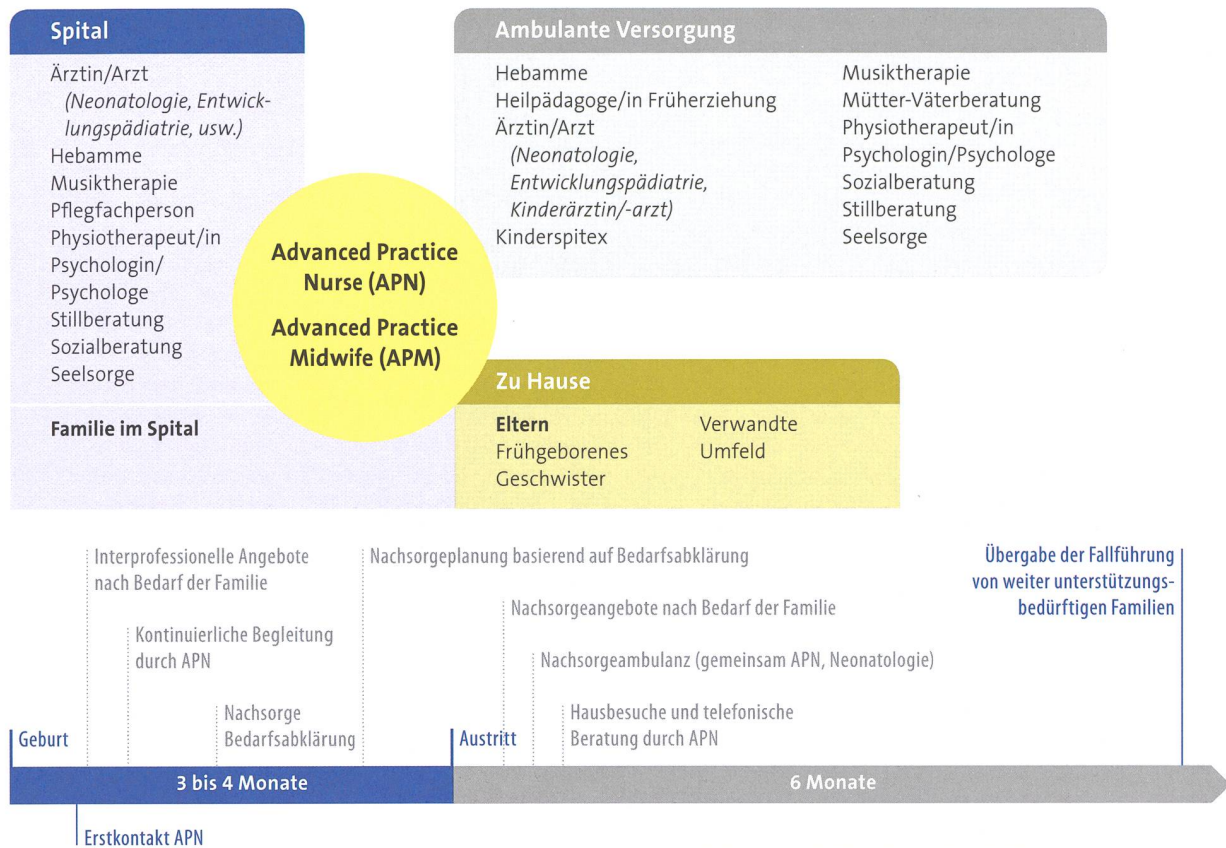 Spital
Ärztin/Arzt
(Neonatologie, Entwick-
lungspädiatrie, usw.)
Hebamme
Musiktherapie
Pflegfachperson
Physiotherapeut/in
Psychologin/
Psychologe
Stillberatung
Sozialberatung
Seelsorge
Familie im Spital
Advanced Practice
Nurse (APN)
Advanced Practice
Midwife (APM)
Ambulante Versorgung
Hebamme
Heilpädagoge/in Früherziehung
Ärztin/Arzt
(Neonatologie,
Entwicklungspädiatrie,
Kinderärztin/-arzt)
Kinderspitex
Musiktherapie
Mütter-Väterberatung
Physiotherapeut/in
Psychologin/Psychologe
Sozialberatung
Stillberatung
Seelsorge
Zu Hause
Eltern
Frühgeborenes
Geschwister
Verwandte
Umfeld
Interprofessionelle Angebote
nach Bedarf der Familie
Kontinuierliche Begleitung
durch APN
Nachsorge
Bedarfsabklärung
Nachsorgeplanung basierend auf Bedarfsabklärung
Nachsorgeangebote nach Bedarf der Familie
Nachsorgeambulanz (gemeinsam APN, Neonatologie)
Hausbesuche und telefonische
Beratung durch APN
Übergabe der Fallführung
von weiter unterstützungs-
bedürftigen Familien
Geburt
Austritt
3 bis 4 Monate
6 Monate
Erstkontakt APN